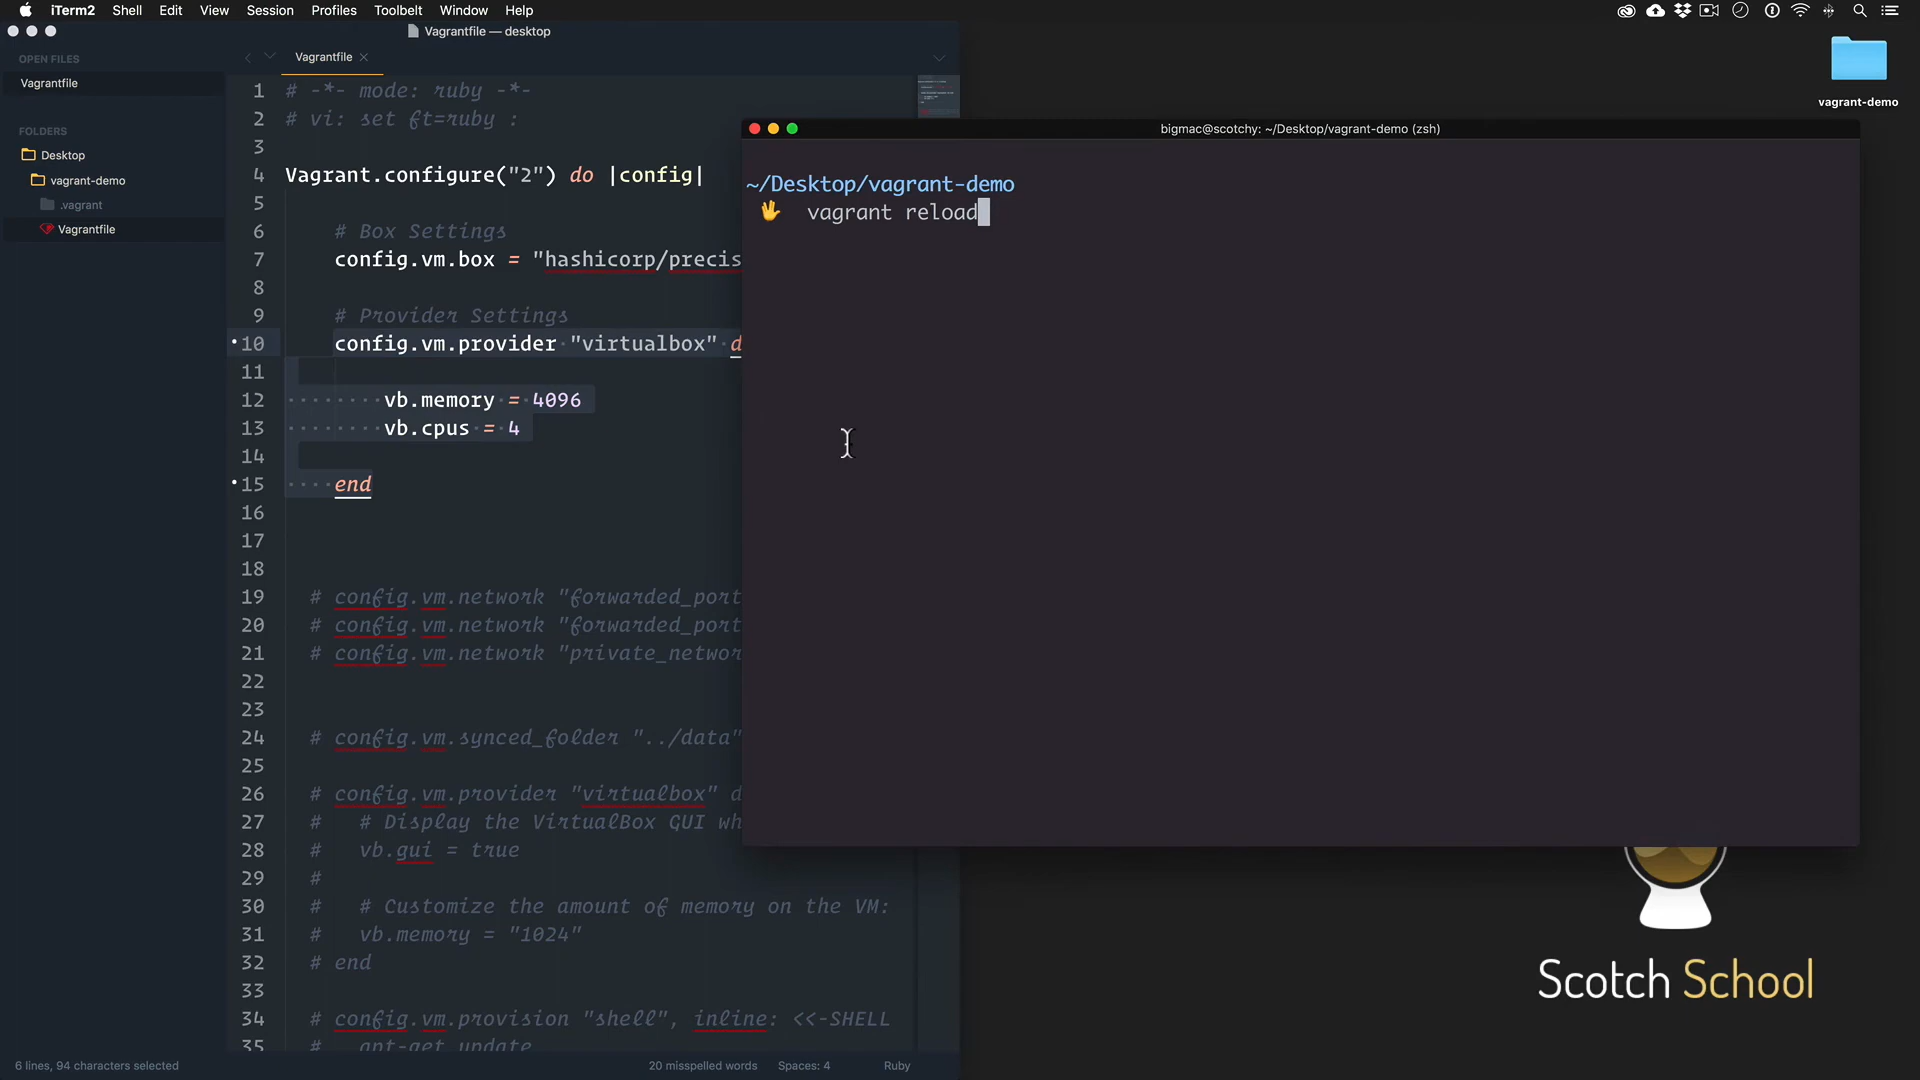 iTerm2 Shell Edit View Session Profiles Toolbelt Window Help
Vagrantfile — desktop
OPEN FILES
Vagrantfile
FOLDERS
Desktop
vagrant-demo
.vagrant
Vagrantfile
Vagrantfile ×
1 # -*- mode: ruby -*-
2 # vi: set ft=ruby :
3
4 Vagrant.configure("2") do |config|
5
6 # Box Settings
7 config.vm.box = "hashicorp/precis
8
9 # Provider Settings
10 config.vm.provider "virtualbox" d
11
12 vb.memory = 4096
13 vb.cpus = 4
14
15 end
16
17
18
19 # config.vm.network "forwarded_port
20 # config.vm.network "forwarded_port
21 # config.vm.network "private_networ
22
23
24 # config.vm.synced_folder "../data"
25
26 # config.vm.provider "virtualbox" d
27 # # Display the VirtualBox GUI wh
28 # vb.gui = true
29 #
30 # # Customize the amount of memory on the VM:
31 # vb.memory = "1024"
32 # end
33
34 # config.vm.provision "shell", inline: <<-SHELL
35 # apt-get update
6 lines, 94 characters selected
20 misspelled words Spaces: 4 Ruby
bigmac@scotchy: ~/Desktop/vagrant-demo (zsh)
~/Desktop/vagrant-demo
🖖 vagrant reload
vagrant-demo
Scotch School